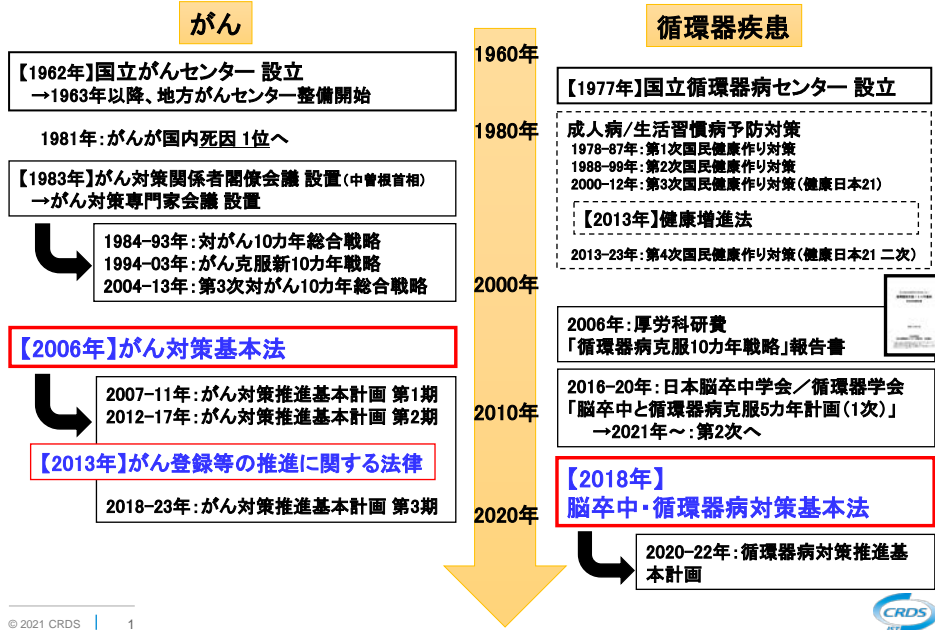 がん
【1962年】国立がんセンター 設立
→1963年以降、地方がんセンター整備開始
1981年：がんが国内死因 1位へ
【1983年】がん対策関係者閣僚会議 設置（中曽根首相）
→がん対策専門家会議 設置
1984-93年：対がん10カ年総合戦略
1994-03年：がん克服新10カ年戦略
2004-13年：第3次対がん10カ年総合戦略
【2006年】がん対策基本法
2007-11年：がん対策推進基本計画 第1期
2012-17年：がん対策推進基本計画 第2期
【2013年】がん登録等の推進に関する法律
2018-23年：がん対策推進基本計画 第3期
1960年
1980年
2000年
2010年
2020年
循環器疾患
【1977年】国立循環器病センター 設立
成人病/生活習慣病予防対策
1978-87年：第1次国民健康作り対策
1988-99年：第2次国民健康作り対策
2000-12年：第3次国民健康作り対策（健康日本21）
【2013年】健康増進法
2013-23年：第4次国民健康作り対策（健康日本21 二次）
2006年：厚労科研費
「循環器病克服10カ年戦略」報告書
2016-20年：日本脳卒中学会／循環器学会
「脳卒中と循環器病克服5カ年計画（1次）」
→2021年～：第2次へ
【2018年】
脳卒中・循環器病対策基本法
2020-22年：循環器病対策推進基
本計画
© 2021 CRDS
1
CRDS